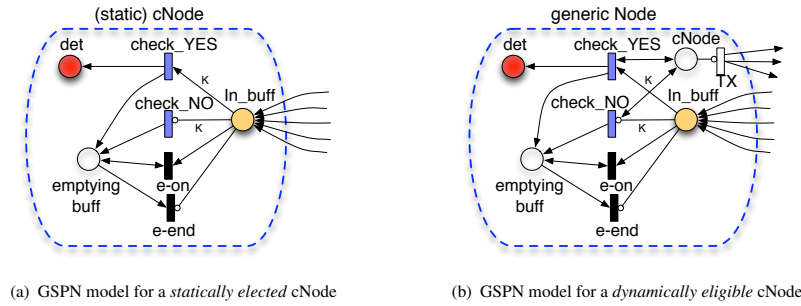 (static) cNode
det
check_YES
K
check_NO
In_buff
K
emptying
buff
e-on
e-end
(a) GSPN model for a statically elected cNode
generic Node
det
check_YES
cNode
TX
K
check_NO
In_buff
K
emptying
buff
e-on
e-end
(b) GSPN model for a dynamically eligible cNode